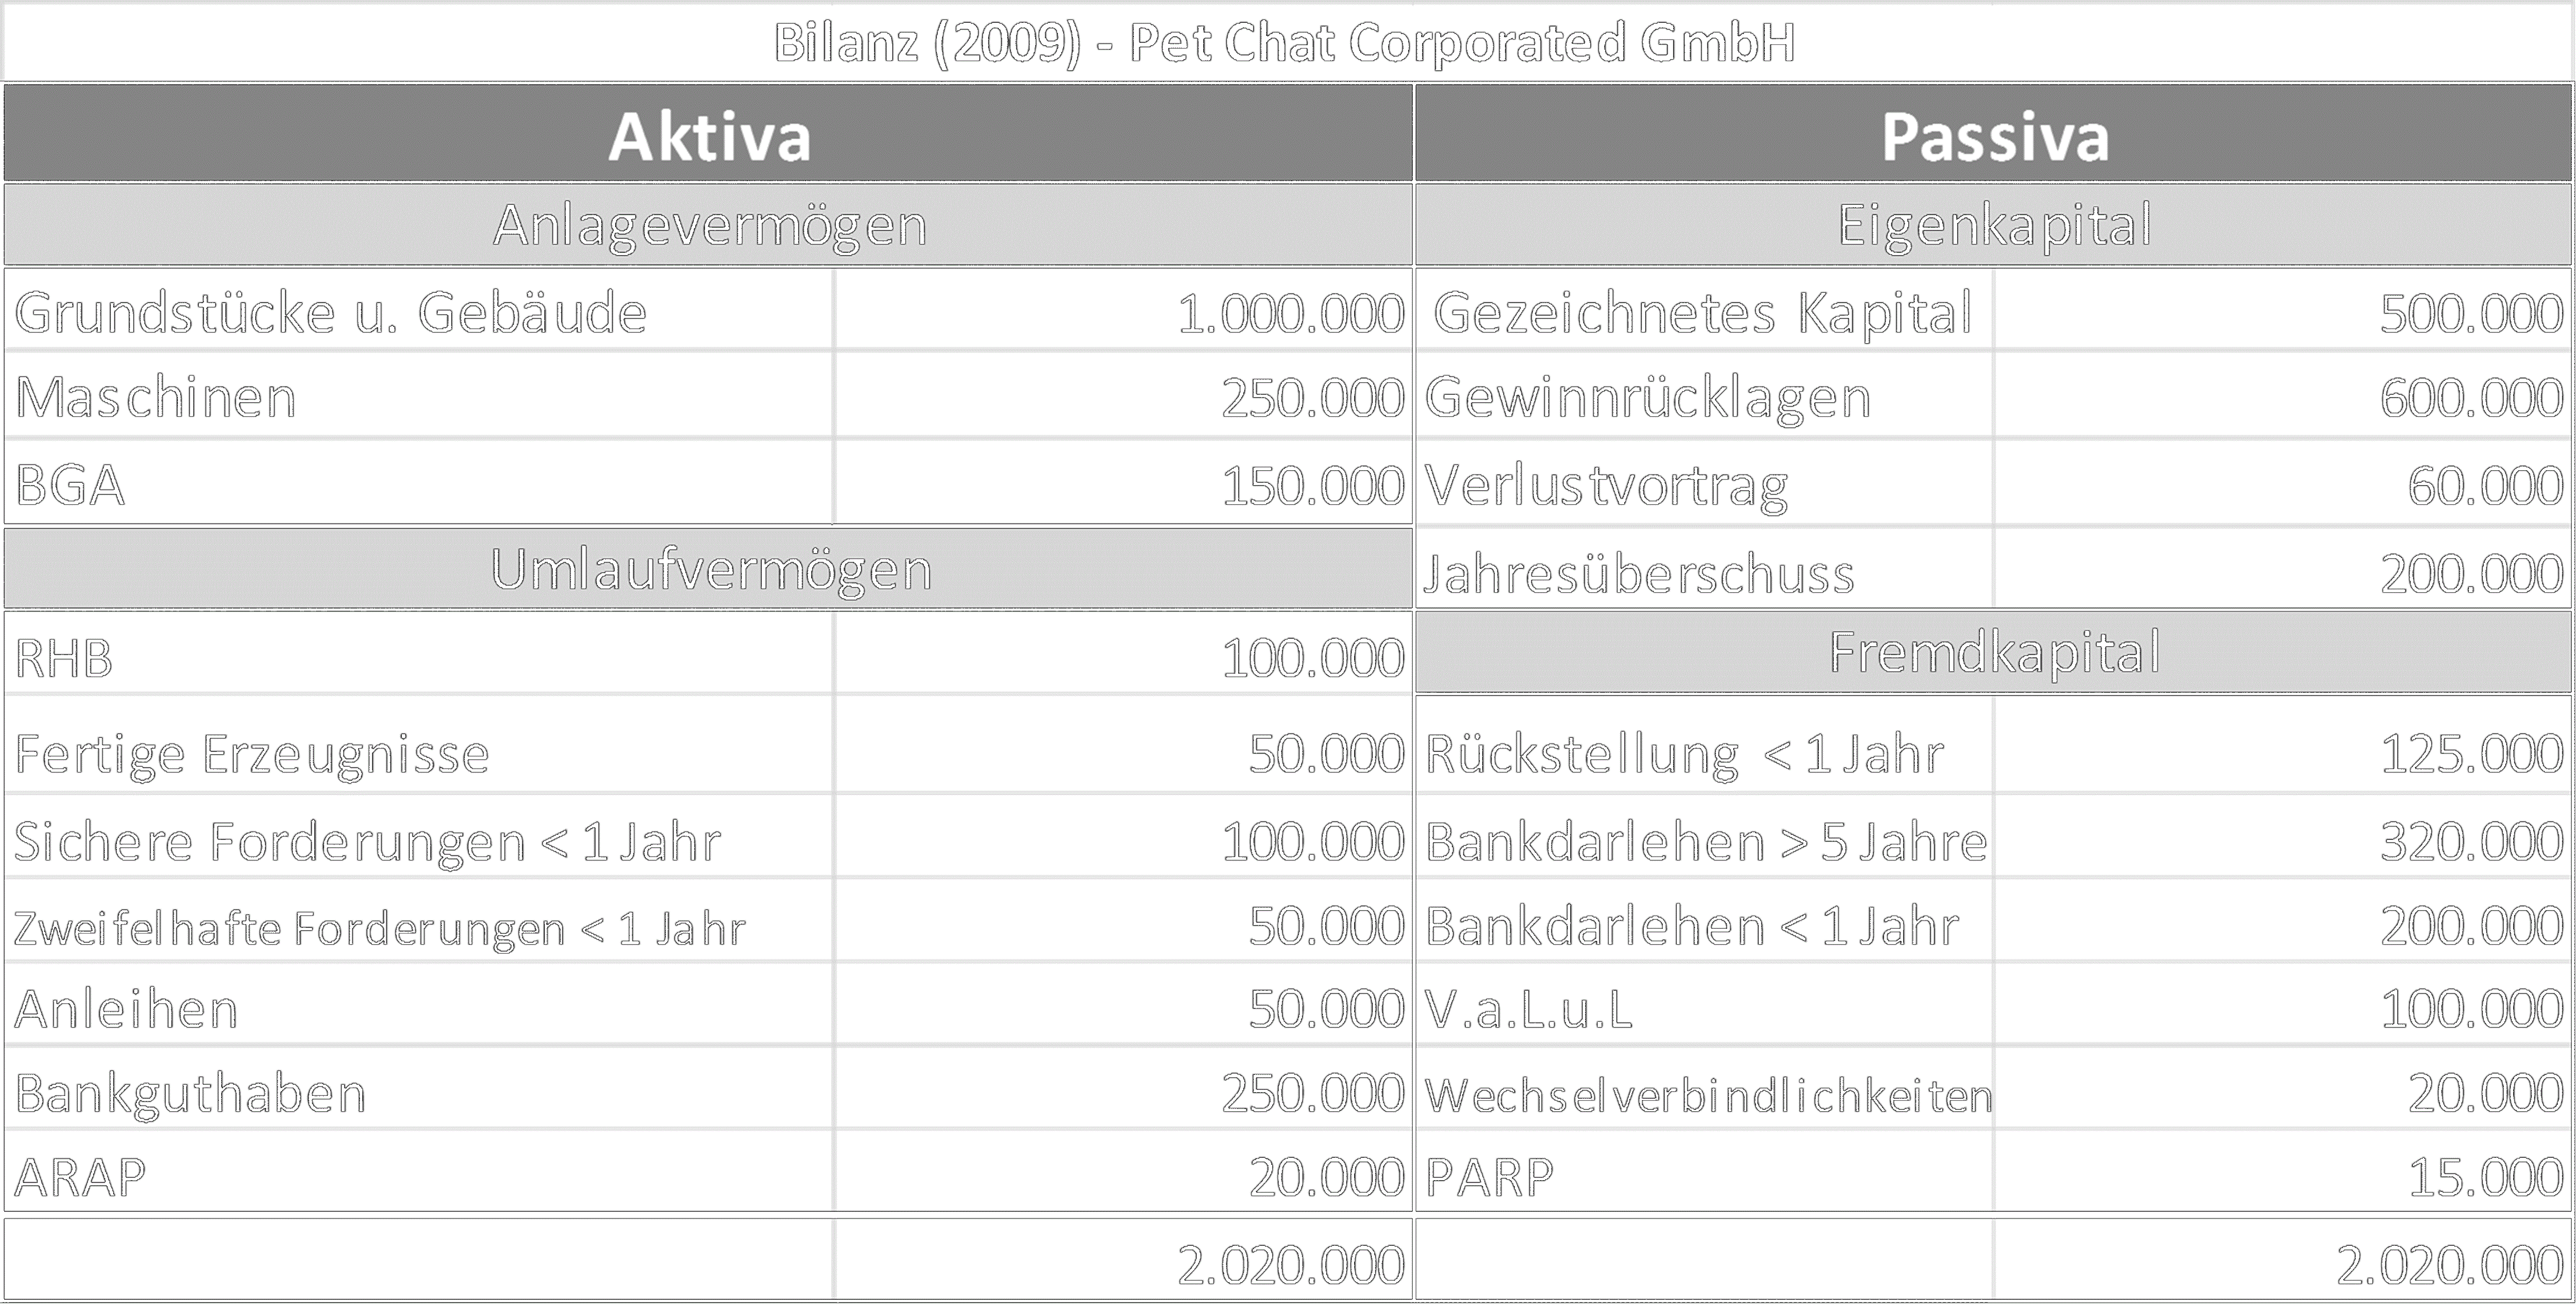 Bilanz (2009) - Pet Chat Corporated GmbH
Aktiva Passiva
Anlagevermögen Eigenkapital
Grundstücke u. Gebäude 1.000.000 Gezeichnetes Kapital 500.000
Maschinen 250.000 Gewinnrücklagen 600.000
BGA 150.000 Verlustvortrag 60.000
Umlaufvermögen Jahresüberschuss 200.000
RHB 100.000 Fremdkapital
Fertige Erzeugnisse 50.000 Rückstellung < 1 Jahr 125.000
Sichere Forderungen < 1 Jahr 100.000 Bankdarlehen > 5 Jahre 320.000
Zweifelhafte Forderungen < 1 Jahr 50.000 Bankdarlehen < 1 Jahr 200.000
Anleihen 50.000 V.a.L.u.L 100.000
Bankguthaben 250.000 Wechselverbindlichkeiten 20.000
ARAP 20.000 PARP 15.000
2.020.000 2.020.000